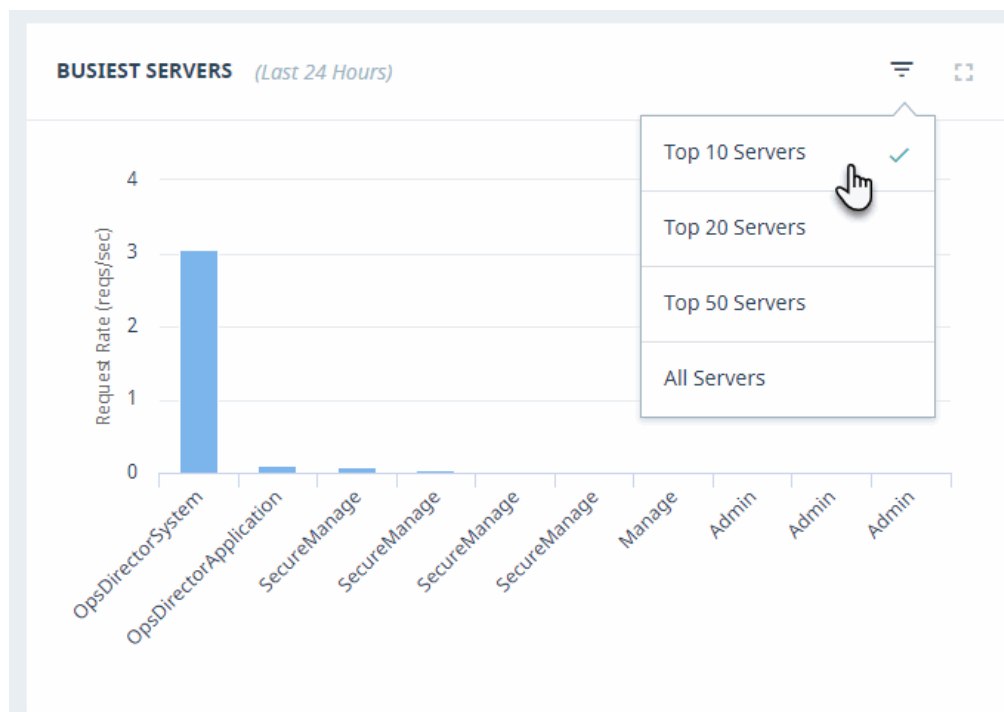 BUSIEST SERVERS (Last 24 Hours)
Top 10 Servers
Top 20 Servers
Top 50 Servers
All Servers
Request Rate (reqs/sec)
4
3
2
1
0
OpsDirectorSystem
OpsDirectorApplication
SecureManage
SecureManage
SecureManage
SecureManage
Manage
Admin
Admin
Admin